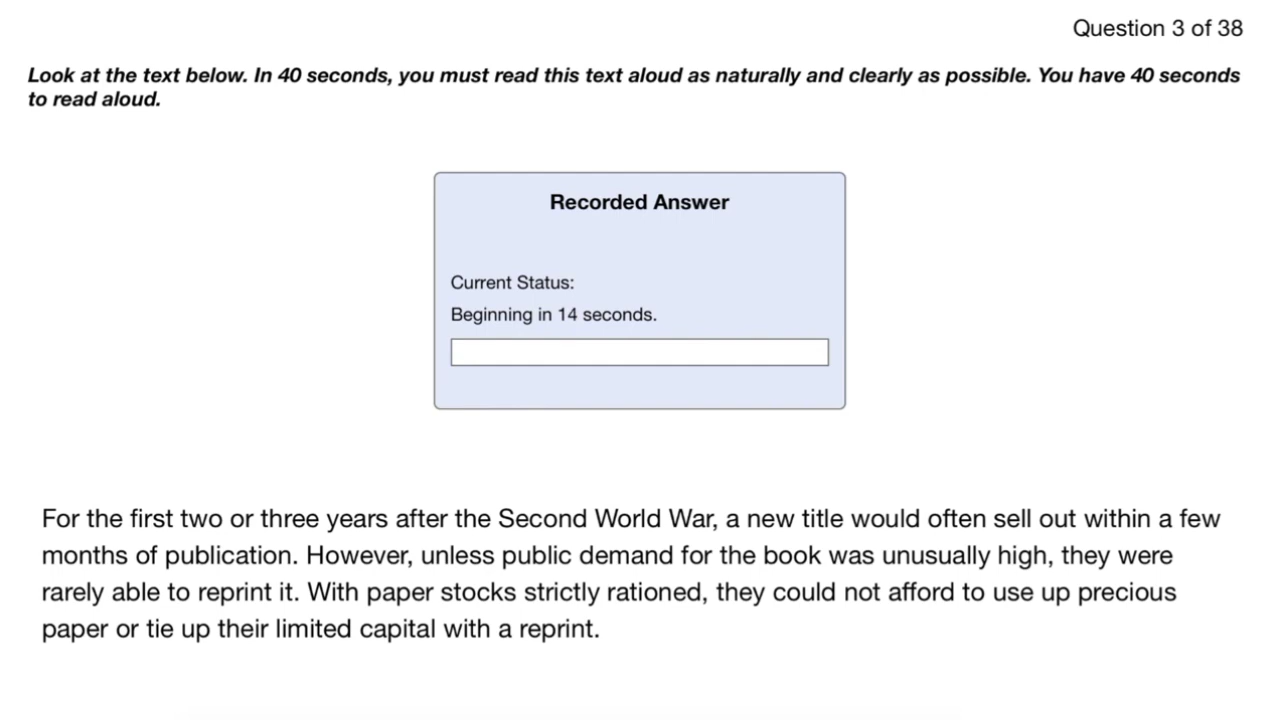 Question 3 of 38
Look at the text below. In 40 seconds, you must read this text aloud as naturally and clearly as possible. You have 40 seconds
to read aloud.
Recorded Answer
Current Status:
Beginning in 14 seconds.
For the first two or three years after the Second World War, a new title would often sell out within a few
months of publication. However, unless public demand for the book was unusually high, they were
rarely able to reprint it. With paper stocks strictly rationed, they could not afford to use up precious
paper or tie up their limited capital with a reprint.